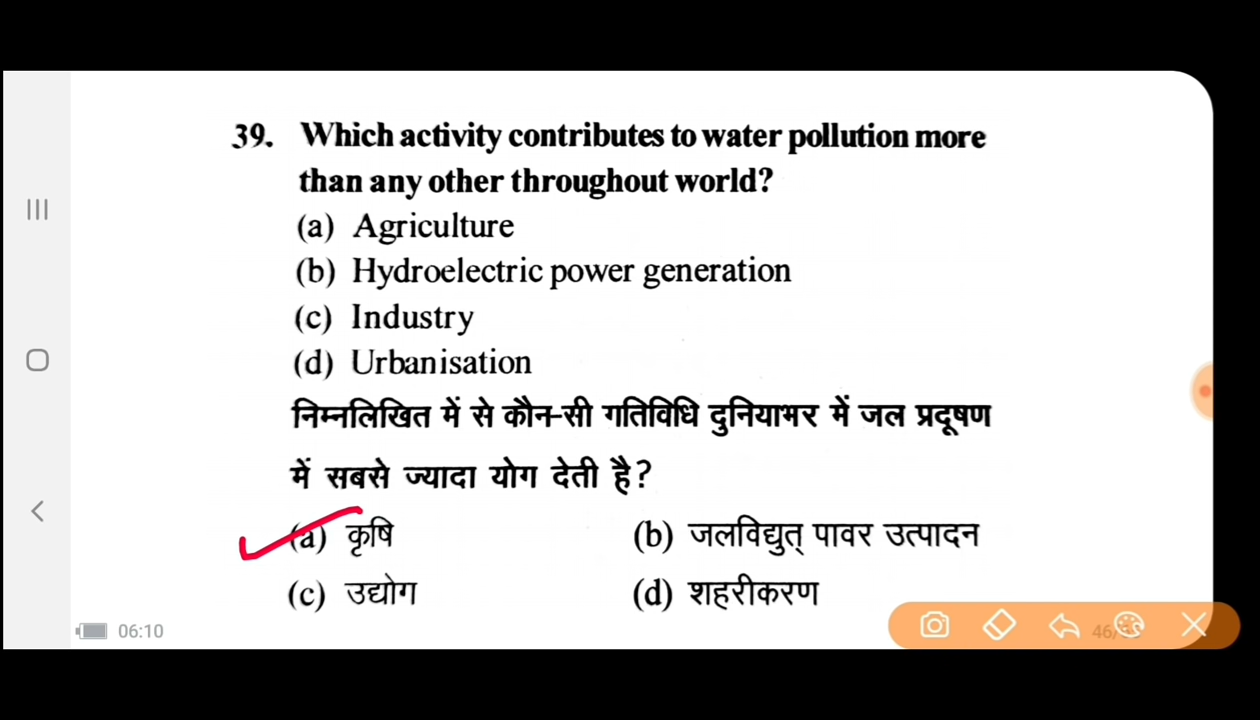 39. Which activity contributes to water pollution more
than any other throughout world?
(a) Agriculture
(b) Hydroelectric power generation
(c) Industry
(d) Urbanisation
निम्नलिखित में से कौन-सी गतिविधि दुनियाभर में जल प्रदूषण
में सबसे ज्यादा योग देती है?
(a) कृषि (b) जलविद्युत् पावर उत्पादन
(c) उद्योग (d) शहरीकरण
06:10